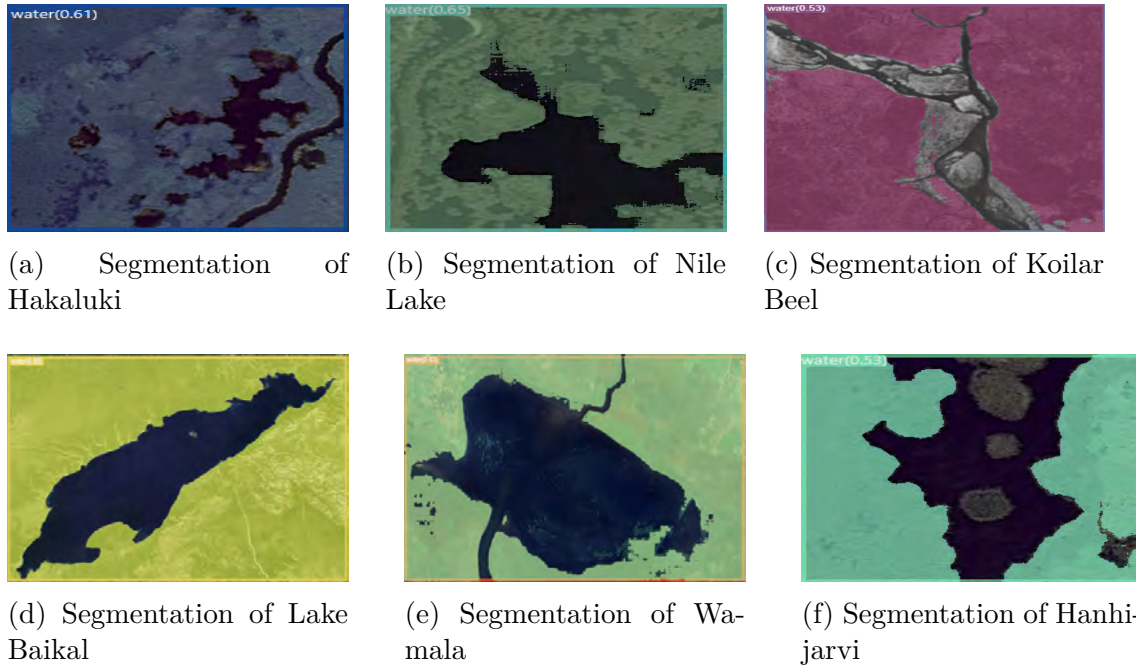 water(0.61)
water(0.65)
water(0.53)
(a) Segmentation of
Hakaluki
(b) Segmentation of Nile
Lake
(c) Segmentation of Koilar
Beel
water(0.53)
(d) Segmentation of Lake
Baikal
(e) Segmentation of Wa-
mala
(f) Segmentation of Hanhi-
jarvi